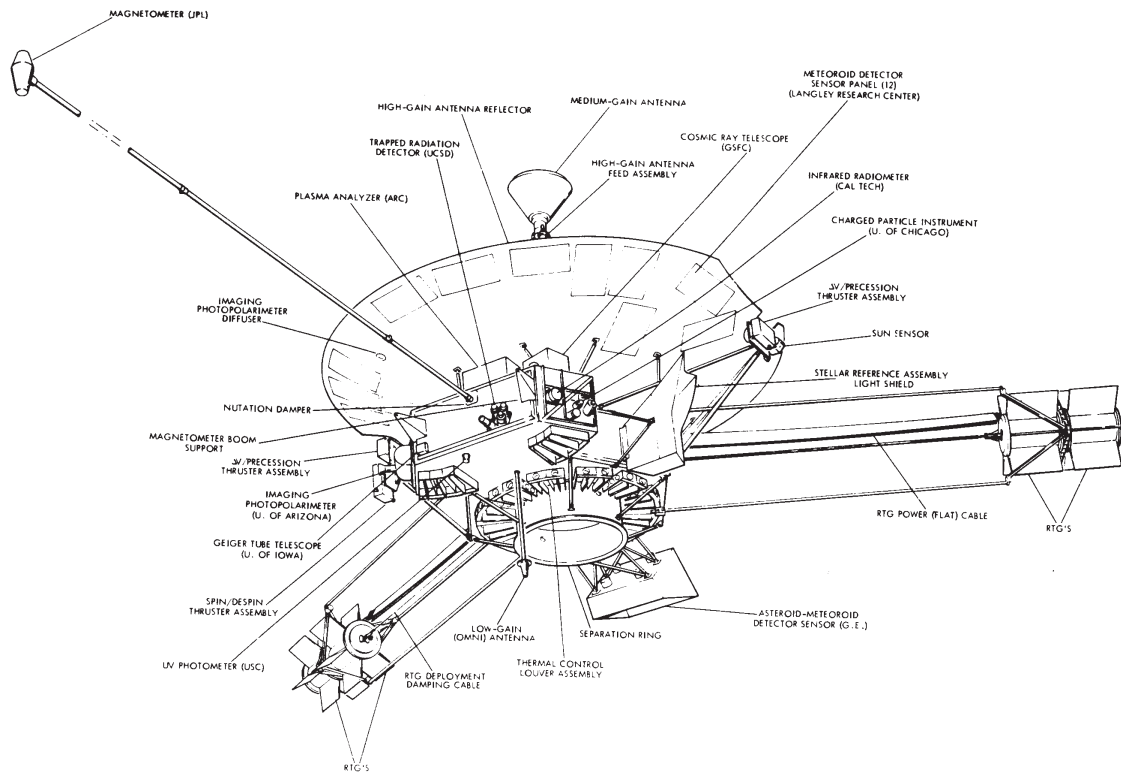 MAGNETOMETER (JPL)
METEOROID DETECTOR
SENSOR PANEL (12)
(LANGLEY RESEARCH CENTER)
HIGH-GAIN ANTENNA REFLECTOR
MEDIUM-GAIN ANTENNA
TRAPPED RADIATION
DETECTOR (UCSD)
COSMIC RAY TELESCOPE
(GSFC)
HIGH-GAIN ANTENNA
FEED ASSEMBLY
PLASMA ANALYZER (ARC)
INFRARED RADIOMETER
(CAL TECH)
CHARGED PARTICLE INSTRUMENT
(U. OF CHICAGO)
IMAGING
PHOTOPOLARIMETER
DIFFUSER
ΔV/PRECESSION
THRUSTER ASSEMBLY
SUN SENSOR
STELLAR REFERENCE ASSEMBLY
LIGHT SHIELD
NUTATION DAMPER
MAGNETOMETER BOOM
SUPPORT
ΔV/PRECESSION
THRUSTER ASSEMBLY
IMAGING
PHOTOPOLARIMETER
(U. OF ARIZONA)
GEIGER TUBE TELESCOPE
(U. OF IOWA)
RTG POWER (FLAT) CABLE
RTG'S
SPIN/DESPIN
THRUSTER ASSEMBLY
UV PHOTOMETER (USC)
LOW-GAIN
(OMNI) ANTENNA
SEPARATION RING
ASTEROID-METEOROID
DETECTOR SENSOR (G.E.)
RTG DEPLOYMENT
DAMPING CABLE
THERMAL CONTROL
LOUVER ASSEMBLY
RTG'S